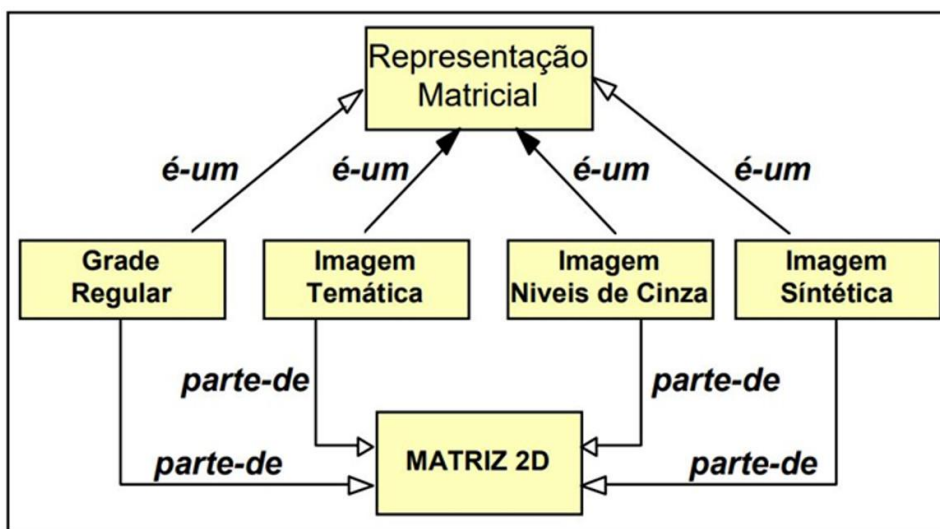 Representação
Matricial
é-um
é-um
é-um
é-um
Grade
Regular
Imagem
Temática
Imagem
Niveis de Cinza
Imagem
Síntética
parte-de
parte-de
MATRIZ 2D
parte-de
parte-de